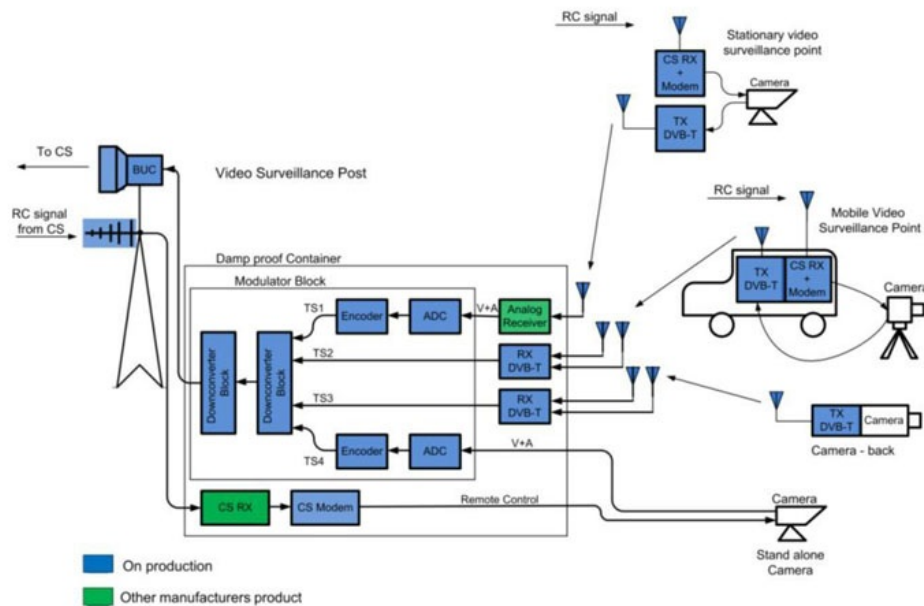 RC signal
Stationary video
surveillance point
CS RX
+
Modem
Camera
TX
DVB-T
To CS
BUC
Video Surveillance Post
RC signal
from CS
RC signal
Mobile Video
Surveillance Point
TX
DVB-T
CS RX
+
Modem
Camera
Damp proof Container
Modulator Block
TS1
Encoder
ADC
V+A
Analog
Receiver
Downconverter
Block
Downconverter
Block
TS2
RX
DVB-T
TS3
RX
DVB-T
TS4
Encoder
ADC
V+A
TX
DVB-T
Camera
Camera - back
CS RX
CS Modem
Remote Control
Camera
Stand alone
Camera
On production
Other manufacturers product